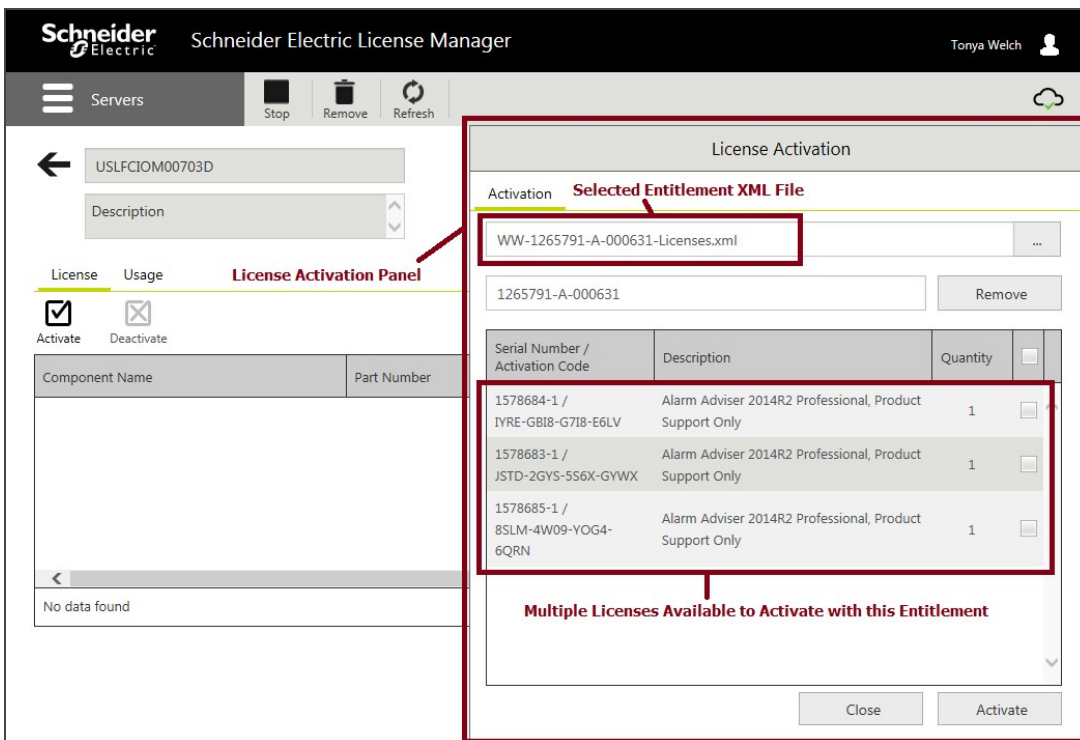 Schneider
Electric
Schneider Electric License Manager
Tonya Welch
Servers
Stop
Remove
Refresh
USLFCIOM00703D
Description
License
Usage
License Activation Panel
Activate
Deactivate
Component Name
Part Number
No data found
License Activation
Activation
Selected Entitlement XML File
WW-1265791-A-000631-Licenses.xml
...
1265791-A-000631
Remove
Serial Number /
Activation Code
Description
Quantity
1578684-1 /
IYRE-GBI8-G7I8-E6LV
Alarm Adviser 2014R2 Professional, Product
Support Only
1
1578683-1 /
JSTD-2GYS-5S6X-GYWX
Alarm Adviser 2014R2 Professional, Product
Support Only
1
1578685-1 /
8SLM-4W09-YOG4-
6QRN
Alarm Adviser 2014R2 Professional, Product
Support Only
1
Multiple Licenses Available to Activate with this Entitlement
Close
Activate